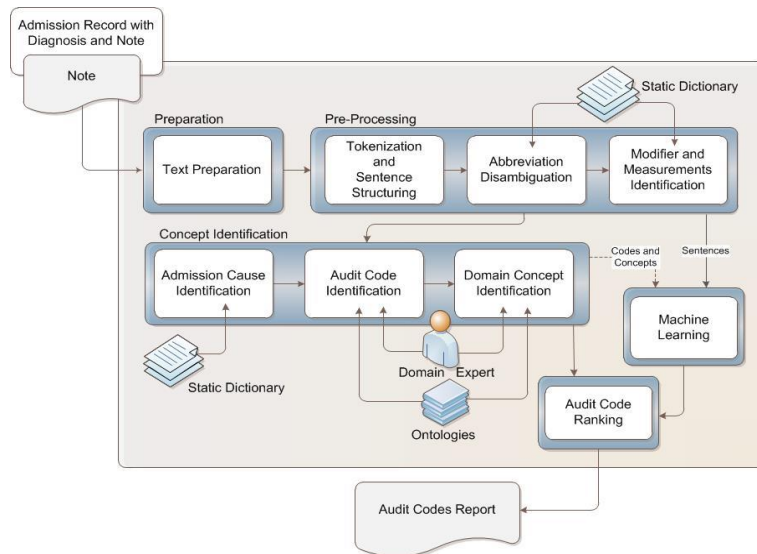 Admission Record with
Diagnosis and Note
Note
Static Dictionary
Preparation
Pre-Processing
Text Preparation
Tokenization
and
Sentence
Structuring
Abbreviation
Disambiguation
Modifier and
Measurements
Identification
Concept Identification
Codes and
Concepts
Sentences
Admission Cause
Identification
Audit Code
Identification
Domain Concept
Identification
Machine
Learning
Static Dictionary
Domain Expert
Ontologies
Audit Code
Ranking
Audit Codes Report